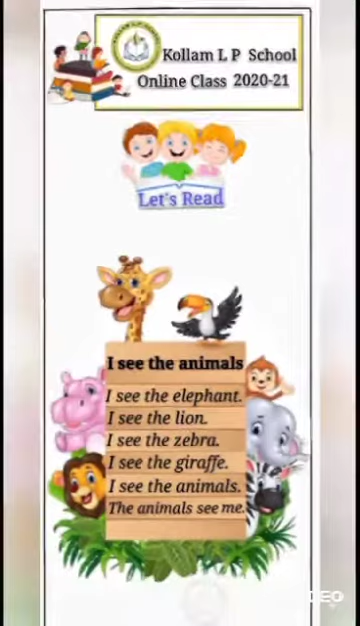 Kollam L P School
Online Class 2020-21
Let's Read
I see the animals
I see the elephant.
I see the lion.
I see the zebra.
I see the giraffe.
I see the animals.
The animals see me.